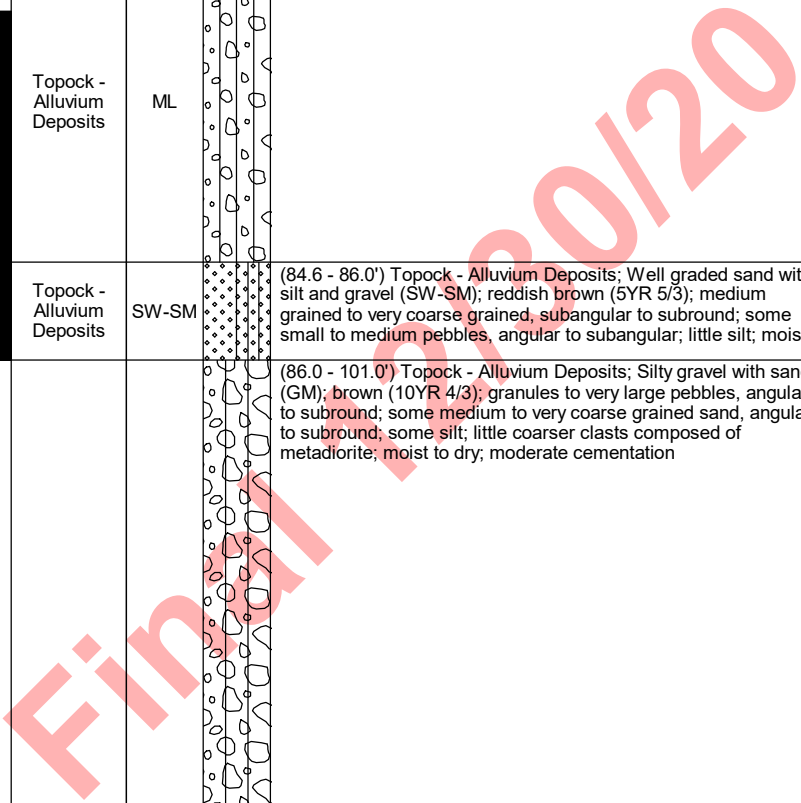 Topock -
Alluvium
Deposits
ML
Topock -
Alluvium
Deposits
SW-SM
(84.6 - 86.0') Topock - Alluvium Deposits; Well graded sand wit
silt and gravel (SW-SM); reddish brown (5YR 5/3); medium
grained to very coarse grained, subangular to subround; some
small to medium pebbles, angular to subangular; little silt; mois
(86.0 - 101.0') Topock - Alluvium Deposits; Silty gravel with san
(GM); brown (10YR 4/3); granules to very large pebbles, angula
to subround; some medium to very coarse grained sand, angula
to subround; some silt; little coarser clasts composed of
metadiorite; moist to dry; moderate cementation
Final 12/30/20